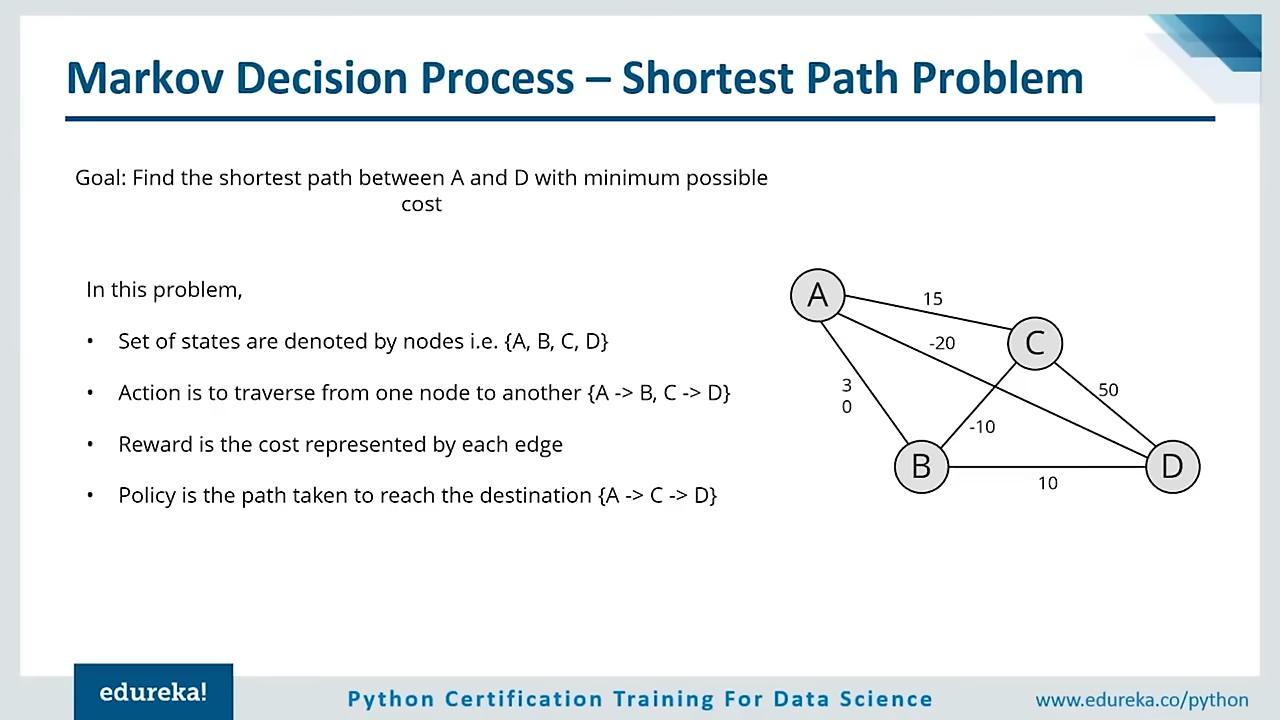 Markov Decision Process – Shortest Path Problem
Goal: Find the shortest path between A and D with minimum possible
cost
In this problem,
• Set of states are denoted by nodes i.e. {A, B, C, D}
• Action is to traverse from one node to another {A -> B, C -> D}
• Reward is the cost represented by each edge
• Policy is the path taken to reach the destination {A -> C -> D}
A
15
C
-20
3
0
50
-10
B
D
10
edureka!
Python Certification Training For Data Science
www.edureka.co/python